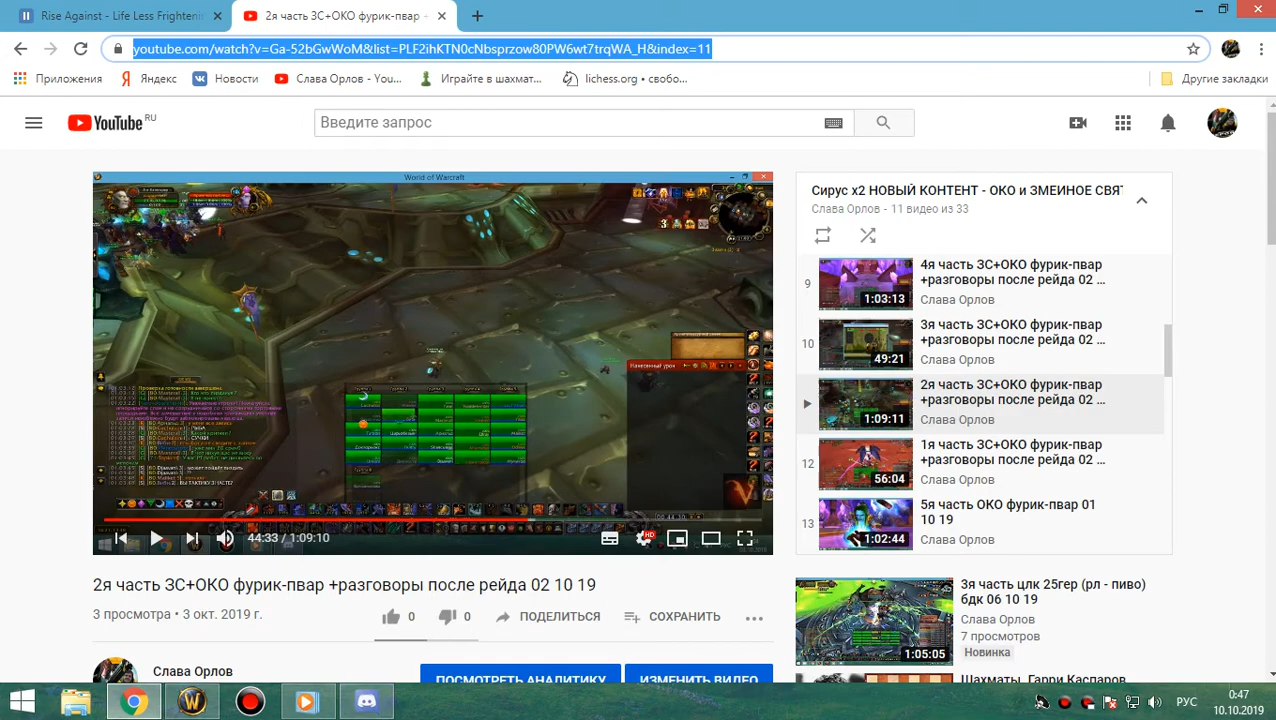 Rise Against - Life Less Frightenin
2я часть ЗС+ОКО фурик-пвар +
youtube.com/watch?v=Ga-52bGwWoM&list=PLF2ihKTN0cNbsprzow80PW6wt7trqWA_H&index=11
Приложения
Яндекс
Новости
Слава Орлов - You...
Играйте в шахмат...
lichess.org • свобо...
Другие закладки
YouTube RU
Введите запрос
World of Warcraft
44:33 / 1:09:10
HD
2я часть ЗС+ОКО фурик-пвар +разговоры после рейда 02 10 19
3 просмотра • 3 окт. 2019 г.
0
0
ПОДЕЛИТЬСЯ
СОХРАНИТЬ
Слава Орлов
ПОСМОТРЕТЬ АНАЛИТИКУ
ИЗМЕНИТЬ ВИДЕО
Сирус х2 НОВЫЙ КОНТЕНТ - ОКО и ЗМЕИНОЕ СВЯТ
Слава Орлов - 11 видео из 33
9
1:03:13
4я часть ЗС+ОКО фурик-пвар
+разговоры после рейда 02 ...
Слава Орлов
10
49:21
3я часть ЗС+ОКО фурик-пвар
+разговоры после рейда 02 ...
Слава Орлов
1:09:11
2я часть ЗС+ОКО фурик-пвар
+разговоры после рейда 02 ...
Слава Орлов
12
56:04
1я часть ЗС+ОКО фурик-пвар
+разговоры после рейда 02 ...
Слава Орлов
13
1:02:44
5я часть ОКО фурик-пвар 01
10 19
Слава Орлов
1:05:05
3я часть цлк 25гер (рл - пиво)
бдк 06 10 19
Слава Орлов
7 просмотров
Новинка
Шахматы. Гарри Каспаров
РУС
0:47
10.10.2019